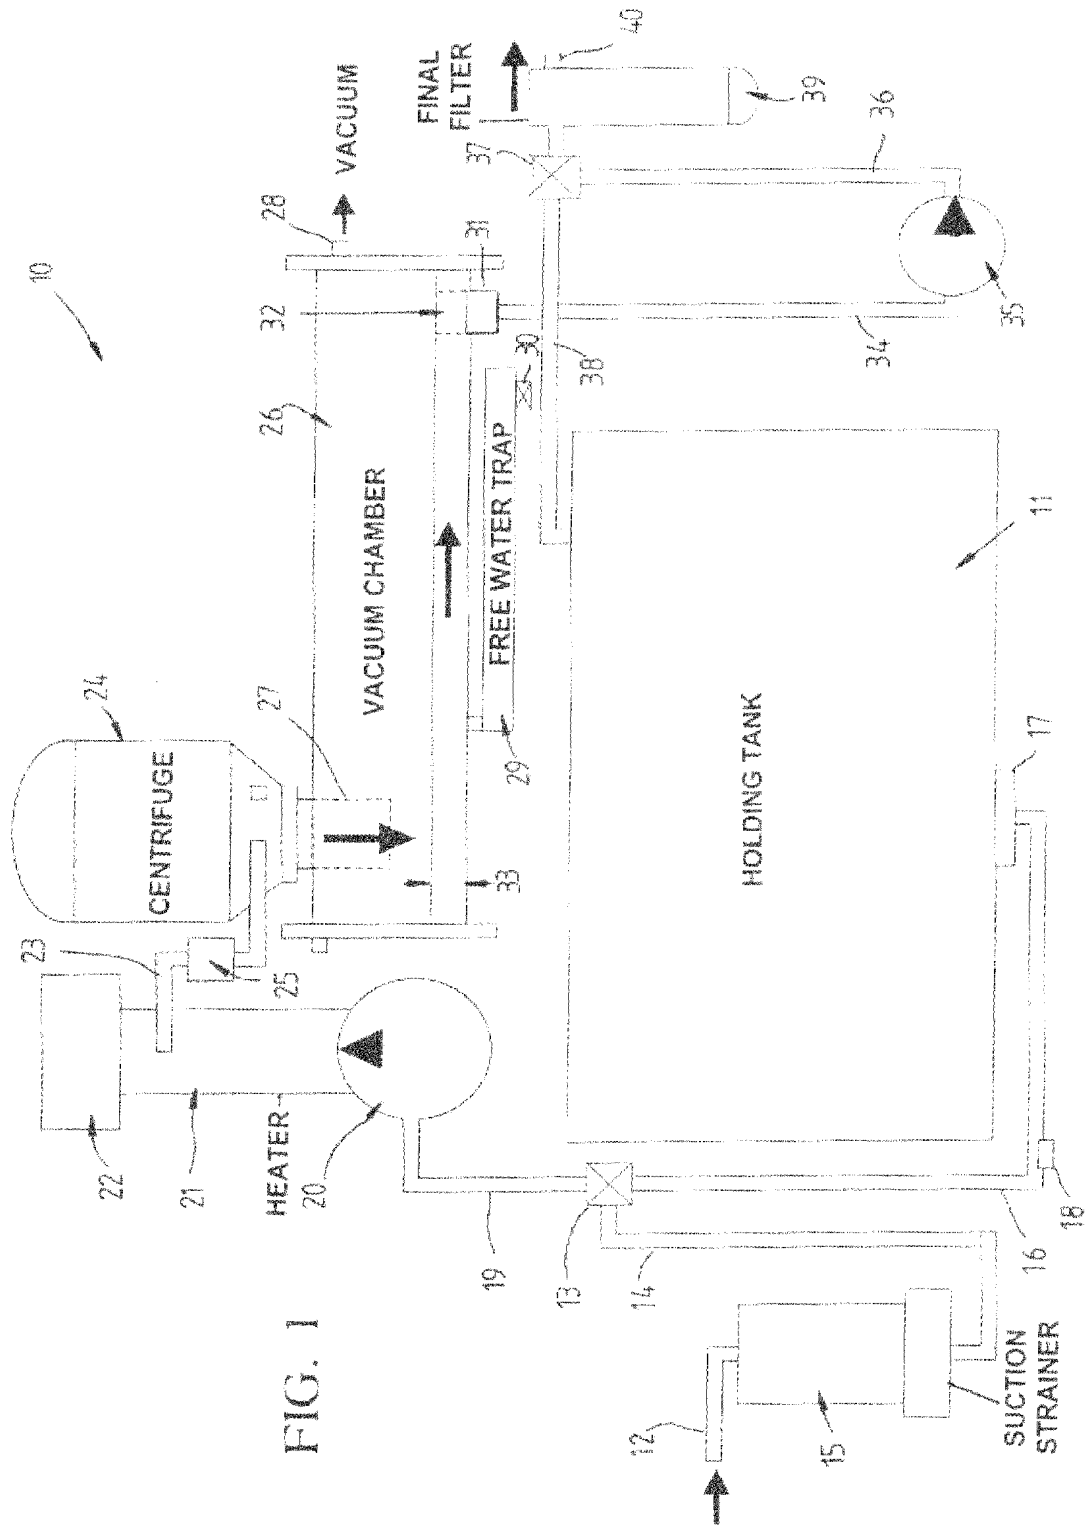 10
23
24
22
21
CENTRIFUGE
27
26
32
28
25
HEATER
FIG. 1
20
VACUUM
VACUUM CHAMBER
FINAL
FILTER
31
37
19
33
FREE WATER TRAP
29
30
13
38
40
12
14
HOLDING TANK
39
15
34
36
35
SUCTION
STRAINER
16
17
11
18